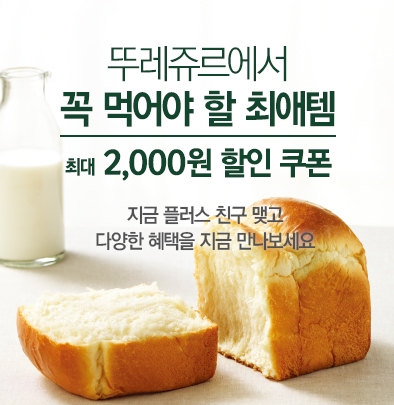 뚜레쥬르에서
꼭 먹어야 할 최애템
최대 2,000원 할인 쿠폰
지금 플러스 친구 맺고
다양한 혜택을 지금 만나보세요